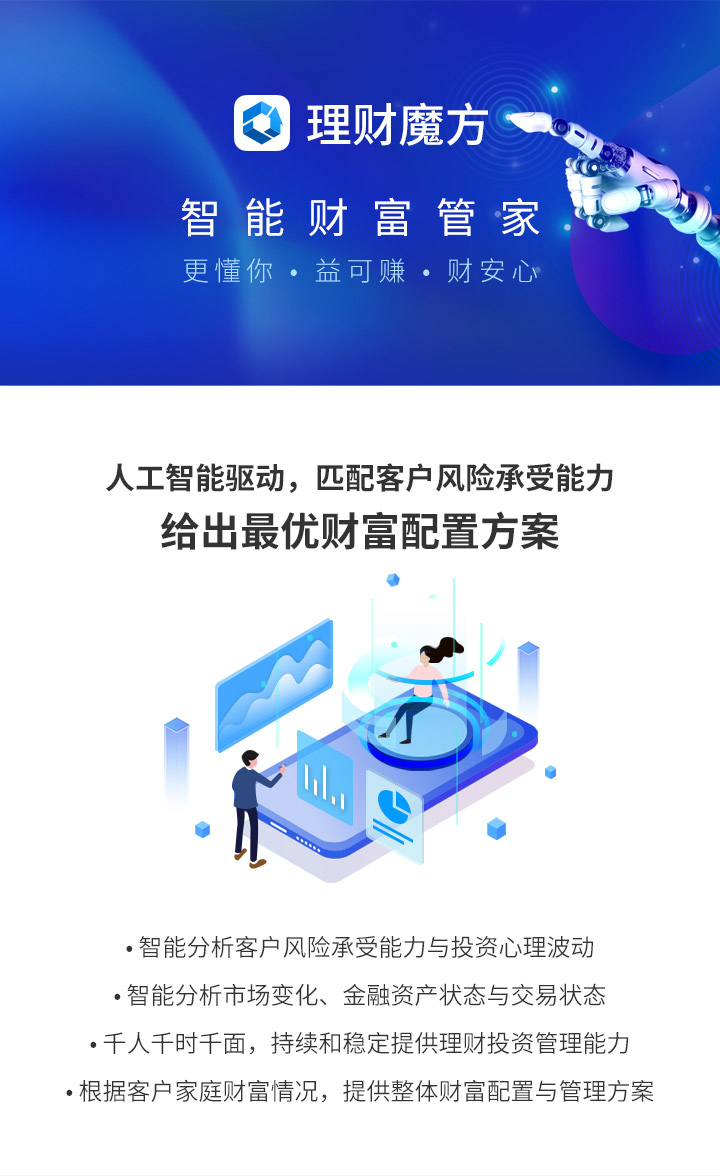 理财魔方
智能财富管家
更懂你 • 益可赚 • 财安心
人工智能驱动，匹配客户风险承受能力
给出最优财富配置方案
• 智能分析客户风险承受能力与投资心理波动
• 智能分析市场变化、金融资产状态与交易状态
• 千人千时千面，持续和稳定提供理财投资管理能力
• 根据客户家庭财富情况，提供整体财富配置与管理方案